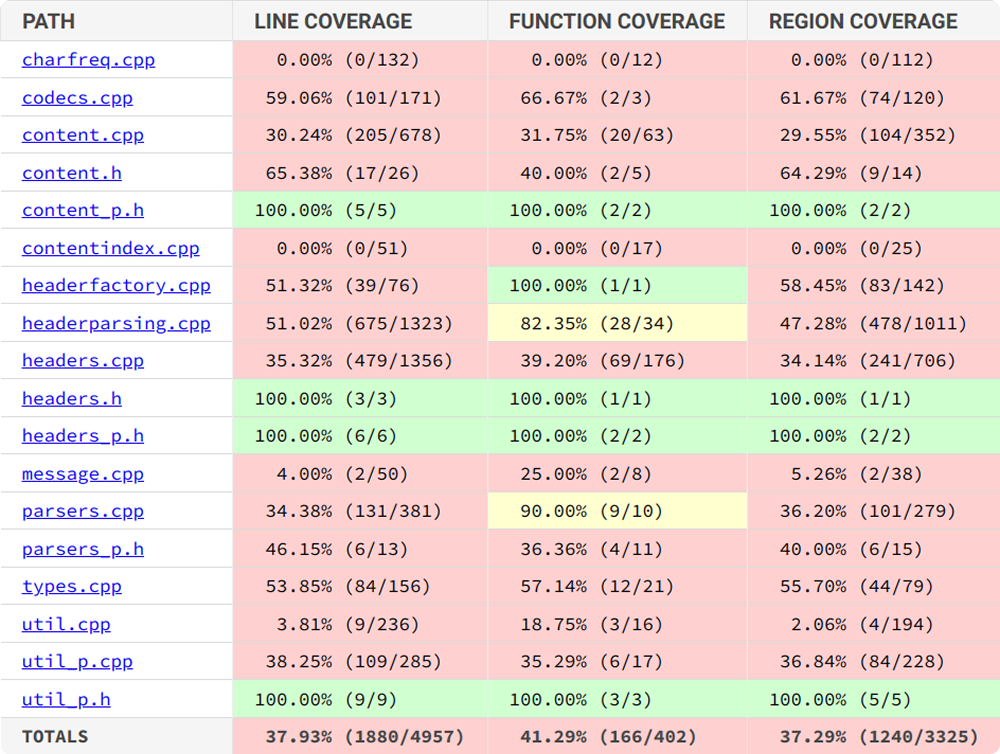 PATH LINE COVERAGE FUNCTION COVERAGE REGION COVERAGE
charfreq.cpp 0.00% (0/132) 0.00% (0/12) 0.00% (0/112)
codecs.cpp 59.06% (101/171) 66.67% (2/3) 61.67% (74/120)
content.cpp 30.24% (205/678) 31.75% (20/63) 29.55% (104/352)
content.h 65.38% (17/26) 40.00% (2/5) 64.29% (9/14)
content_p.h 100.00% (5/5) 100.00% (2/2) 100.00% (2/2)
contentindex.cpp 0.00% (0/51) 0.00% (0/17) 0.00% (0/25)
headerfactory.cpp 51.32% (39/76) 100.00% (1/1) 58.45% (83/142)
headerparsing.cpp 51.02% (675/1323) 82.35% (28/34) 47.28% (478/1011)
headers.cpp 35.32% (479/1356) 39.20% (69/176) 34.14% (241/706)
headers.h 100.00% (3/3) 100.00% (1/1) 100.00% (1/1)
headers_p.h 100.00% (6/6) 100.00% (2/2) 100.00% (2/2)
message.cpp 4.00% (2/50) 25.00% (2/8) 5.26% (2/38)
parsers.cpp 34.38% (131/381) 90.00% (9/10) 36.20% (101/279)
parsers_p.h 46.15% (6/13) 36.36% (4/11) 40.00% (6/15)
types.cpp 53.85% (84/156) 57.14% (12/21) 55.70% (44/79)
util.cpp 3.81% (9/236) 18.75% (3/16) 2.06% (4/194)
util_p.cpp 38.25% (109/285) 35.29% (6/17) 36.84% (84/228)
util_p.h 100.00% (9/9) 100.00% (3/3) 100.00% (5/5)
TOTALS 37.93% (1880/4957) 41.29% (166/402) 37.29% (1240/3325)